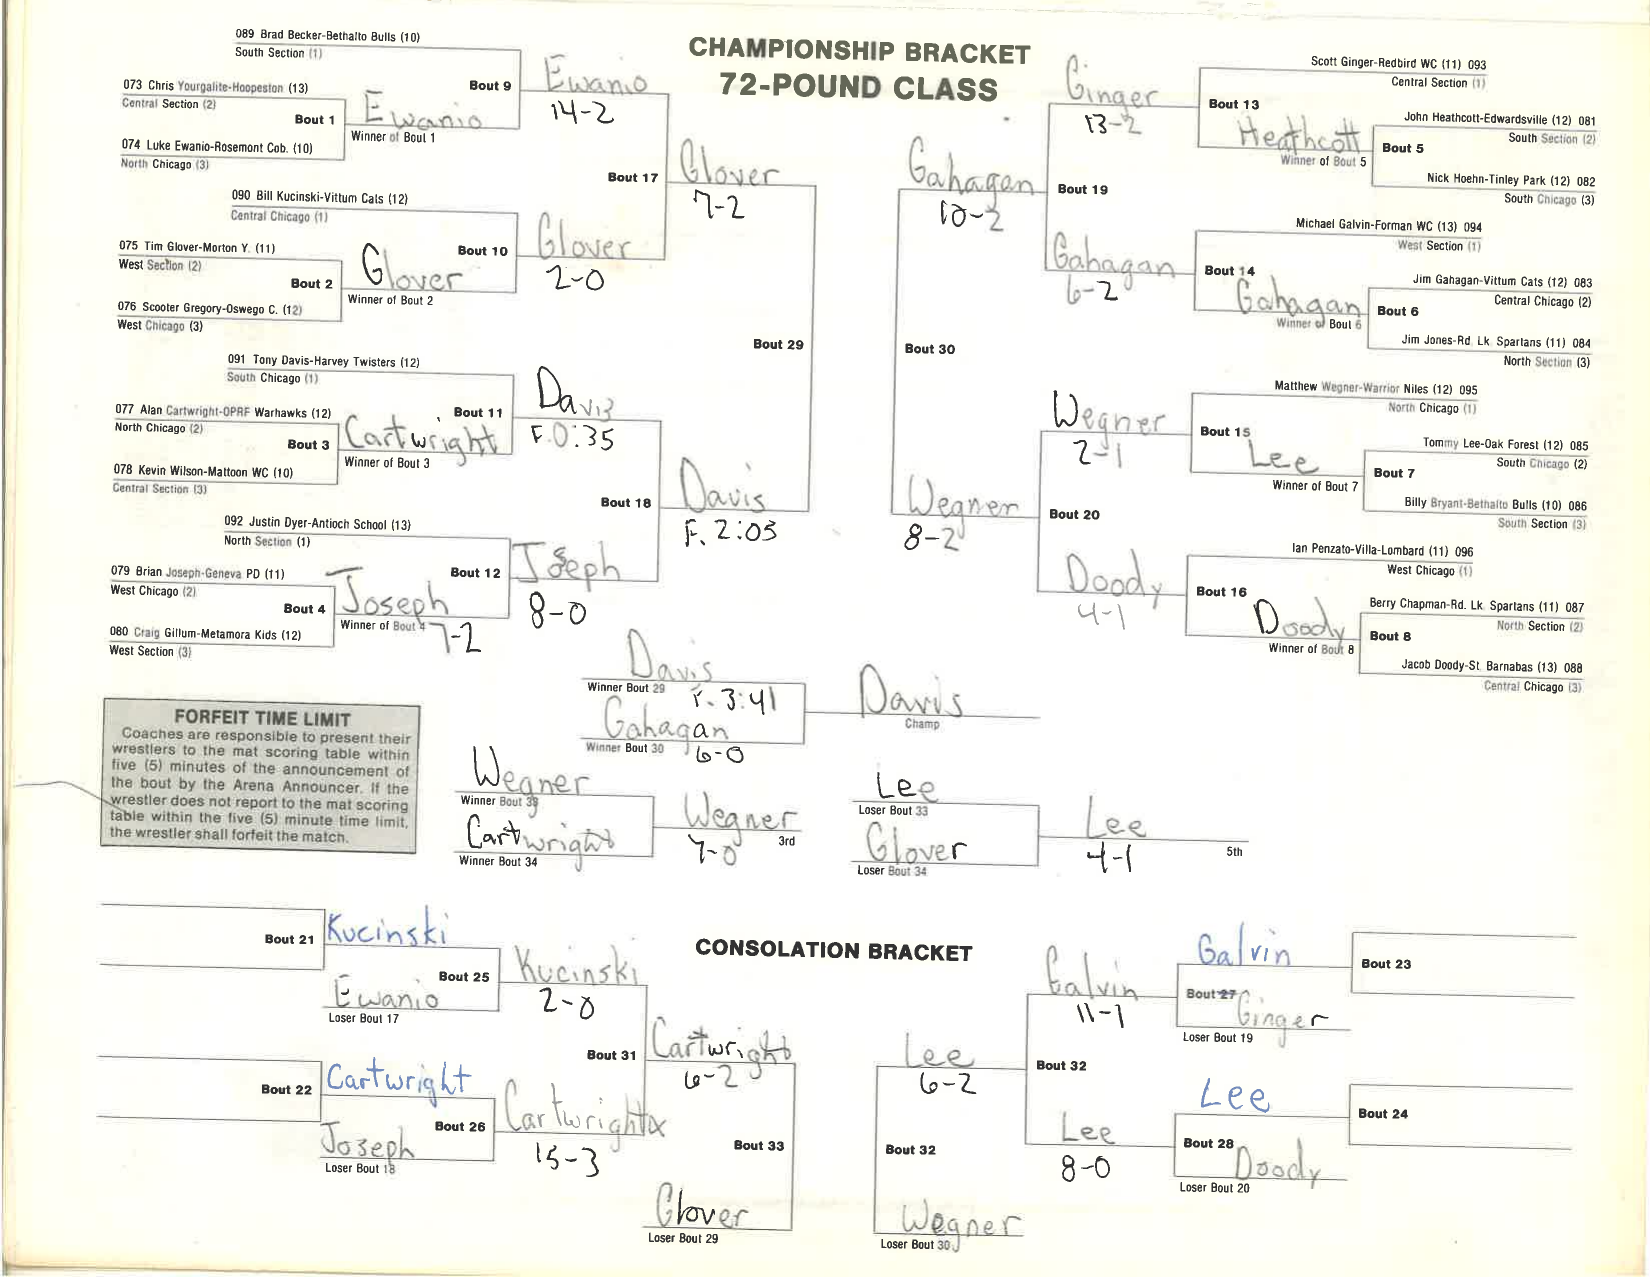 CHAMPIONSHIP BRACKET
72-POUND CLASS
089 Brad Becker-Bethalto Bulls (10)
South Section (1)
Bout 9
073 Chris Yourgalite-Hoopeston (13)
Central Section (2)
Bout 1
Ewanio
Winner of Bout 1
074 Luke Ewanio-Rosemont Cob. (10)
North Chicago (3)
Ewanio
14-2
Bout 17
090 Bill Kucinski-Vittum Cats (12)
Central Chicago (1)
Bout 10
075 Tim Glover-Morton Y. (11)
West Section (2)
Bout 2
Glover
Winner of Bout 2
076 Scooter Gregory-Oswego C. (12)
West Chicago (3)
Glover
2-0
Glover
7-2
Bout 29
091 Tony Davis-Harvey Twisters (12)
South Chicago (1)
Bout 11
077 Alan Cartwright-OPRF Warhawks (12)
North Chicago (2)
Bout 3
Cartwright
Winner of Bout 3
078 Kevin Wilson-Mattoon WC (10)
Central Section (3)
Davis
F. 0:35
Bout 18
092 Justin Dyer-Antioch School (13)
North Section (1)
Bout 12
079 Brian Joseph-Geneva PD (11)
West Chicago (2)
Bout 4
Joseph
Winner of Bout 4
7-2
080 Craig Gillum-Metamora Kids (12)
West Section (3)
Joseph
8-0
Davis
F. 2:05
Scott Ginger-Redbird WC (11) 093
Central Section (1)
Bout 13
John Heathcott-Edwardsville (12) 081
South Section (2)
Bout 5
Heathcott
Winner of Bout 5
Nick Hoehn-Tinley Park (12) 082
South Chicago (3)
Ginger
13-2
Bout 19
Michael Galvin-Forman WC (13) 094
West Section (1)
Bout 14
Jim Gahagan-Vittum Cats (12) 083
Central Chicago (2)
Bout 6
Gahagan
Winner of Bout 6
Jim Jones-Rd. Lk. Spartans (11) 084
North Section (3)
Gahagan
6-2
Gahagan
10-2
Bout 30
Matthew Wegner-Warrior Niles (12) 095
North Chicago (1)
Bout 15
Tommy Lee-Oak Forest (12) 085
South Chicago (2)
Bout 7
Lee
Winner of Bout 7
Billy Bryant-Bethalto Bulls (10) 086
South Section (3)
Wegner
2-1
Bout 20
Ian Penzato-Villa-Lombard (11) 096
West Chicago (1)
Bout 16
Berry Chapman-Rd. Lk. Spartans (11) 087
North Section (2)
Bout 8
Doody
Winner of Bout 8
Jacob Doody-St. Barnabas (13) 088
Central Chicago (3)
Doody
4-1
Wegner
8-2
Davis
Winner Bout 29
F. 3:41
Gahagan
Winner Bout 30
6-0
Davis
Champ
FORFEIT TIME LIMIT
Coaches are responsible to present their
wrestlers to the mat scoring table within
five (5) minutes of the announcement of
the bout by the Arena Announcer. If the
wrestler does not report to the mat scoring
table within the five (5) minute time limit,
the wrestler shall forfeit the match.
Wegner
Winner Bout 33
Cartwright
Winner Bout 34
Wegner
7-0
3rd
Lee
Loser Bout 33
Glover
Loser Bout 34
Lee
4-1
5th
CONSOLATION BRACKET
Bout 21
Kucinski
Bout 25
Ewanio
Loser Bout 17
Kucinski
2-0
Bout 31
Bout 22
Cartwright
Bout 26
Joseph
Loser Bout 18
Cartwright
15-3
Cartwright
6-2
Bout 33
Glover
Loser Bout 29
Galvin
Bout 23
Bout 27
Ginger
Loser Bout 19
Galvin
11-1
Bout 32
Lee
Bout 24
Bout 28
Doody
Loser Bout 20
Lee
8-0
Lee
6-2
Bout 32
Wegner
Loser Bout 30